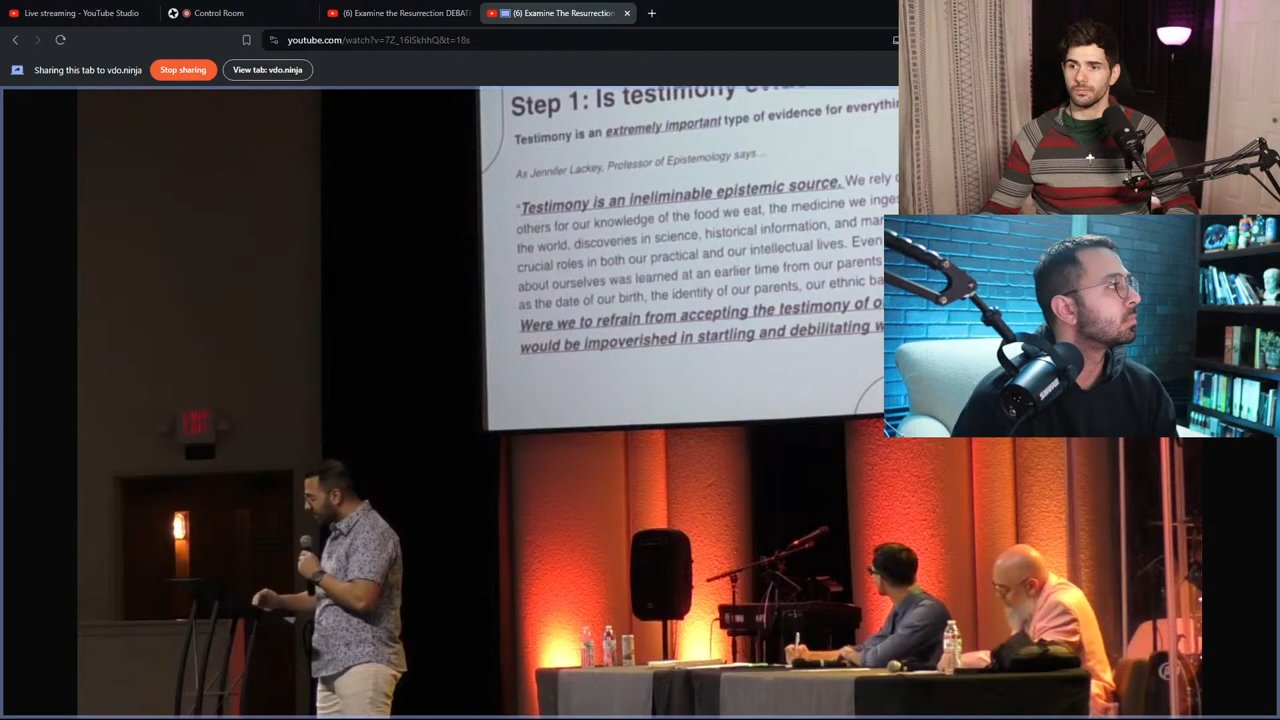 Live streaming - YouTube Studio
Control Room
(6) Examine the Resurrection DEBAT
(6) Examine The Resurrection
youtube.com/watch?v=7Z_16ISkhhQ&t=18s
Sharing this tab to vdo.ninja
Stop sharing
View tab: vdo.ninja
Step 1: Is testimony
Testimony is an extremely important type of evidence for everythin
As Jennifer Lackey, Professor of Epistemology says...
"Testimony is an ineliminable epistemic source. We rely
others for our knowledge of the food we eat, the medicine we inges
the world, discoveries in science, historical information, and
crucial roles in both our practical and our intellectual lives. Even
about ourselves was learned at an earlier time from our parents
as the date of our birth, the identity of our parents, our ethnic
Were we to refrain from accepting the testimony of
would be impoverished in startling and debilitating
EXIT
SHURE